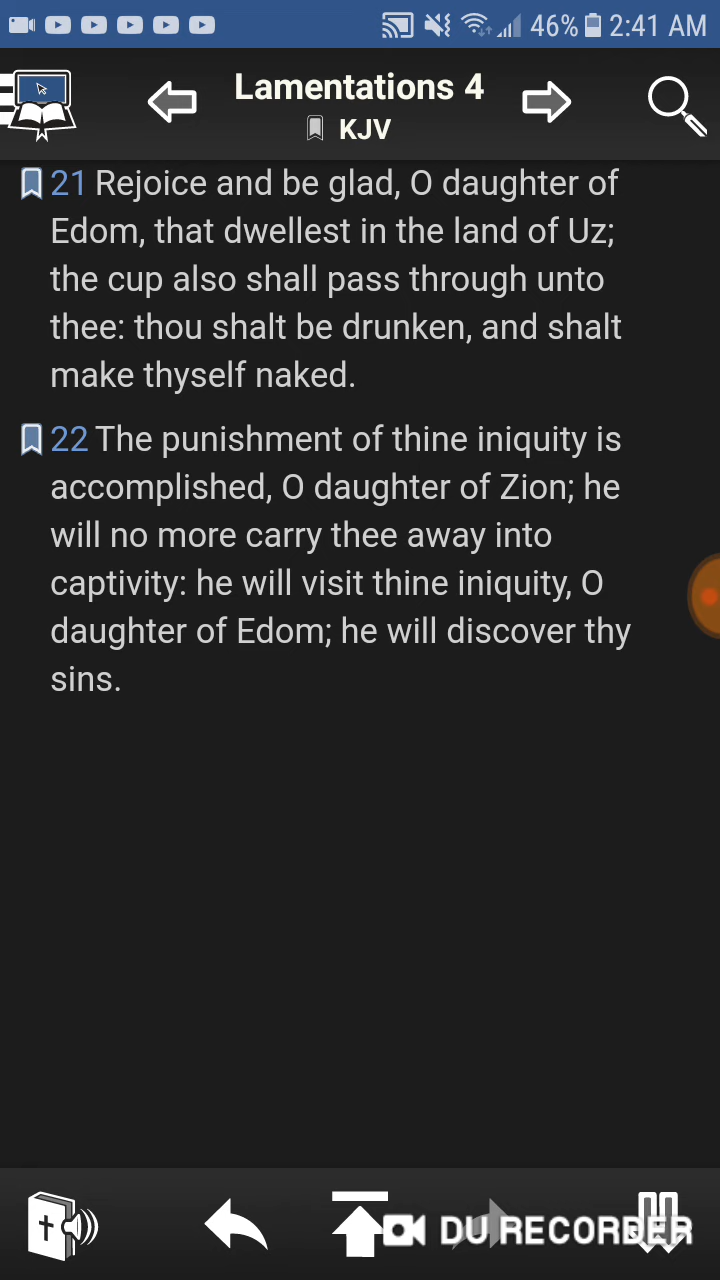 46% 2:41 AM
Lamentations 4
KJV
21 Rejoice and be glad, O daughter of
Edom, that dwellest in the land of Uz;
the cup also shall pass through unto
thee: thou shalt be drunken, and shalt
make thyself naked.
22 The punishment of thine iniquity is
accomplished, O daughter of Zion; he
will no more carry thee away into
captivity: he will visit thine iniquity, O
daughter of Edom; he will discover thy
sins.
DU RECORDER